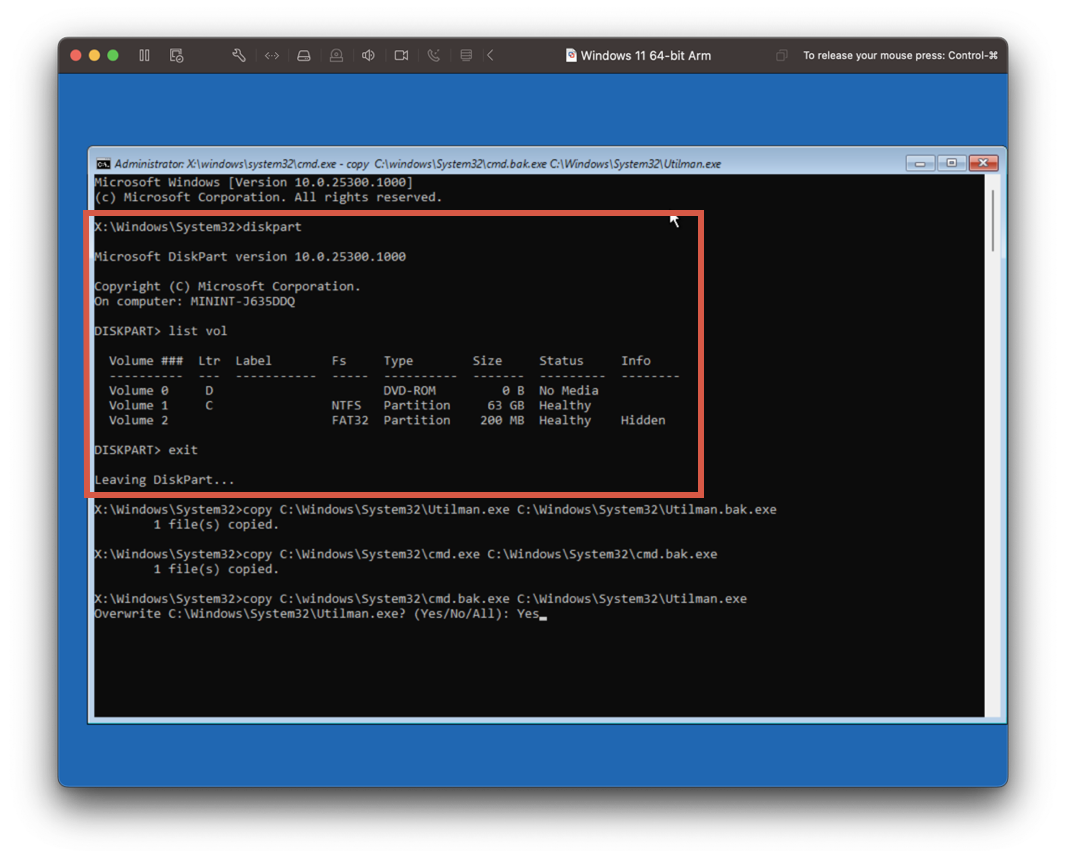 Windows 11 64-bit Arm
To release your mouse press: Control-⌘
Administrator: X:\windows\system32\cmd.exe - copy  C:\windows\System32\cmd.bak.exe C:\Windows\System32\Utilman.exe
Microsoft Windows [Version 10.0.25300.1000]
(c) Microsoft Corporation. All rights reserved.
X:\Windows\System32>diskpart
Microsoft DiskPart version 10.0.25300.1000
Copyright (C) Microsoft Corporation.
On computer: MININT-J635DDQ
DISKPART> list vol
  Volume ###  Ltr  Label        Fs     Type        Size     Status     Info
  ----------  ---  -----------  -----  ----------  -------  ---------  --------
  Volume 0     D                       DVD-ROM         0 B  No Media
  Volume 1     C                NTFS   Partition     63 GB  Healthy
  Volume 2                      FAT32  Partition    200 MB  Healthy    Hidden
DISKPART> exit
Leaving DiskPart...
X:\Windows\System32>copy C:\Windows\System32\Utilman.exe C:\Windows\System32\Utilman.bak.exe
        1 file(s) copied.
X:\Windows\System32>copy C:\Windows\System32\cmd.exe C:\Windows\System32\cmd.bak.exe
        1 file(s) copied.
X:\Windows\System32>copy C:\Windows\System32\cmd.bak.exe C:\Windows\System32\Utilman.exe
Overwrite C:\Windows\System32\Utilman.exe? (Yes/No/All): Yes